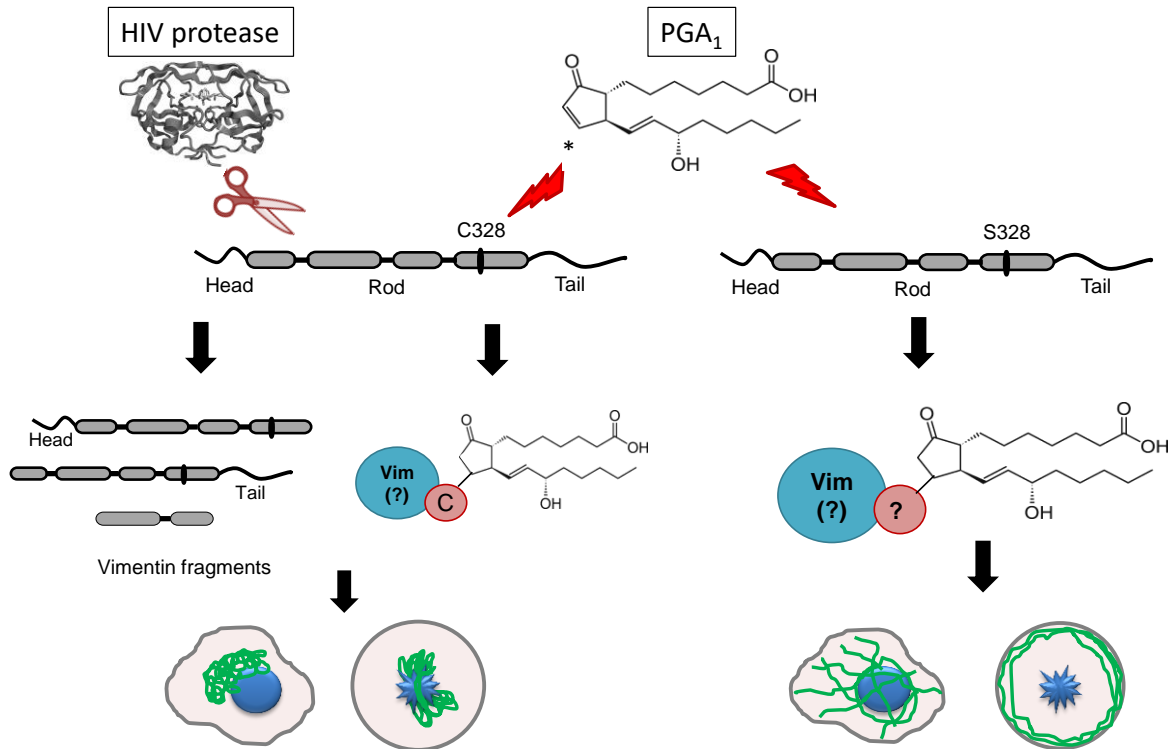 HIV protease
PGA₁
O
O
OH
OH
*
C328
S328
Head
Rod
Tail
Head
Rod
Tail
Head
Tail
Vimentin fragments
O
O
OH
OH
Vim
(?)
C
O
O
OH
OH
Vim
(?)
?